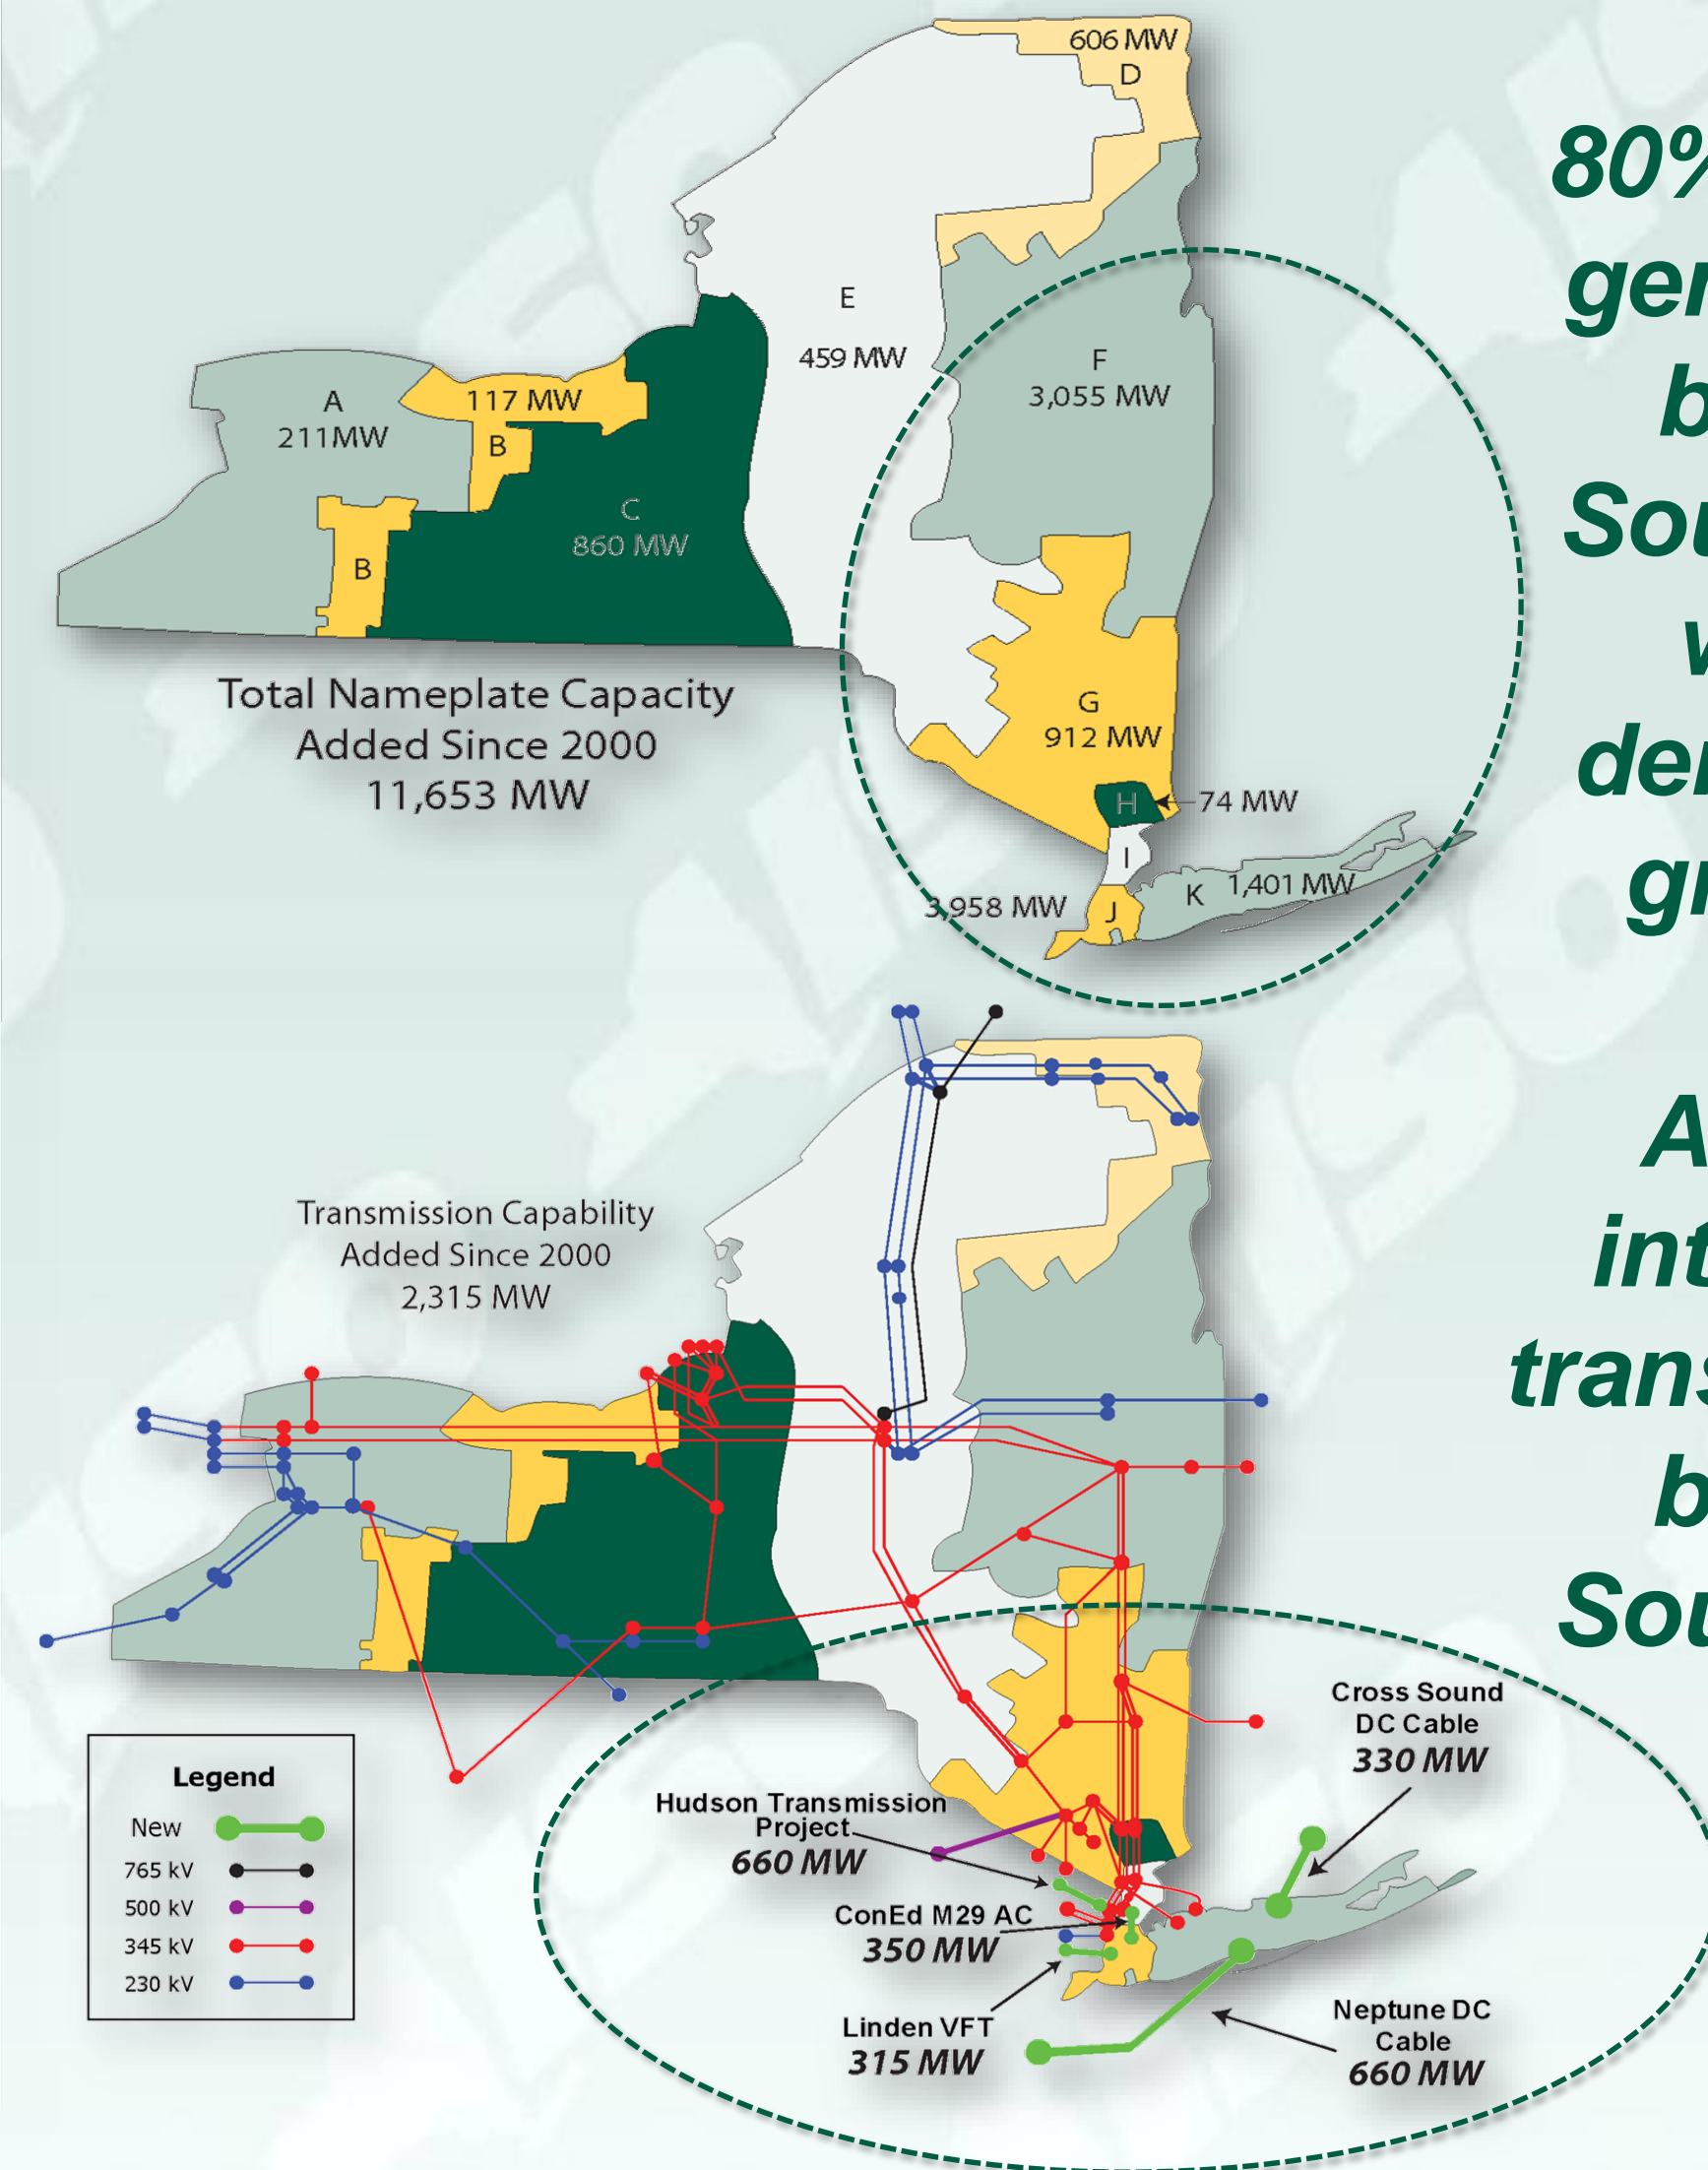 606 MW
D
E
459 MW
F
3,055 MW
A
211MW
117 MW
B
C
860 MW
B
Total Nameplate Capacity
Added Since 2000
11,653 MW
G
912 MW
H
74 MW
I
K
1,401 MW
3,958 MW
J
80%
Transmission Capability
Added Since 2000
2,315 MW
Legend
New
765 kV
500 kV
345 kV
230 kV
Cross Sound
DC Cable
330 MW
Hudson Transmission
Project
660 MW
ConEd M29 AC
350 MW
Linden VFT
315 MW
Neptune DC
Cable
660 MW